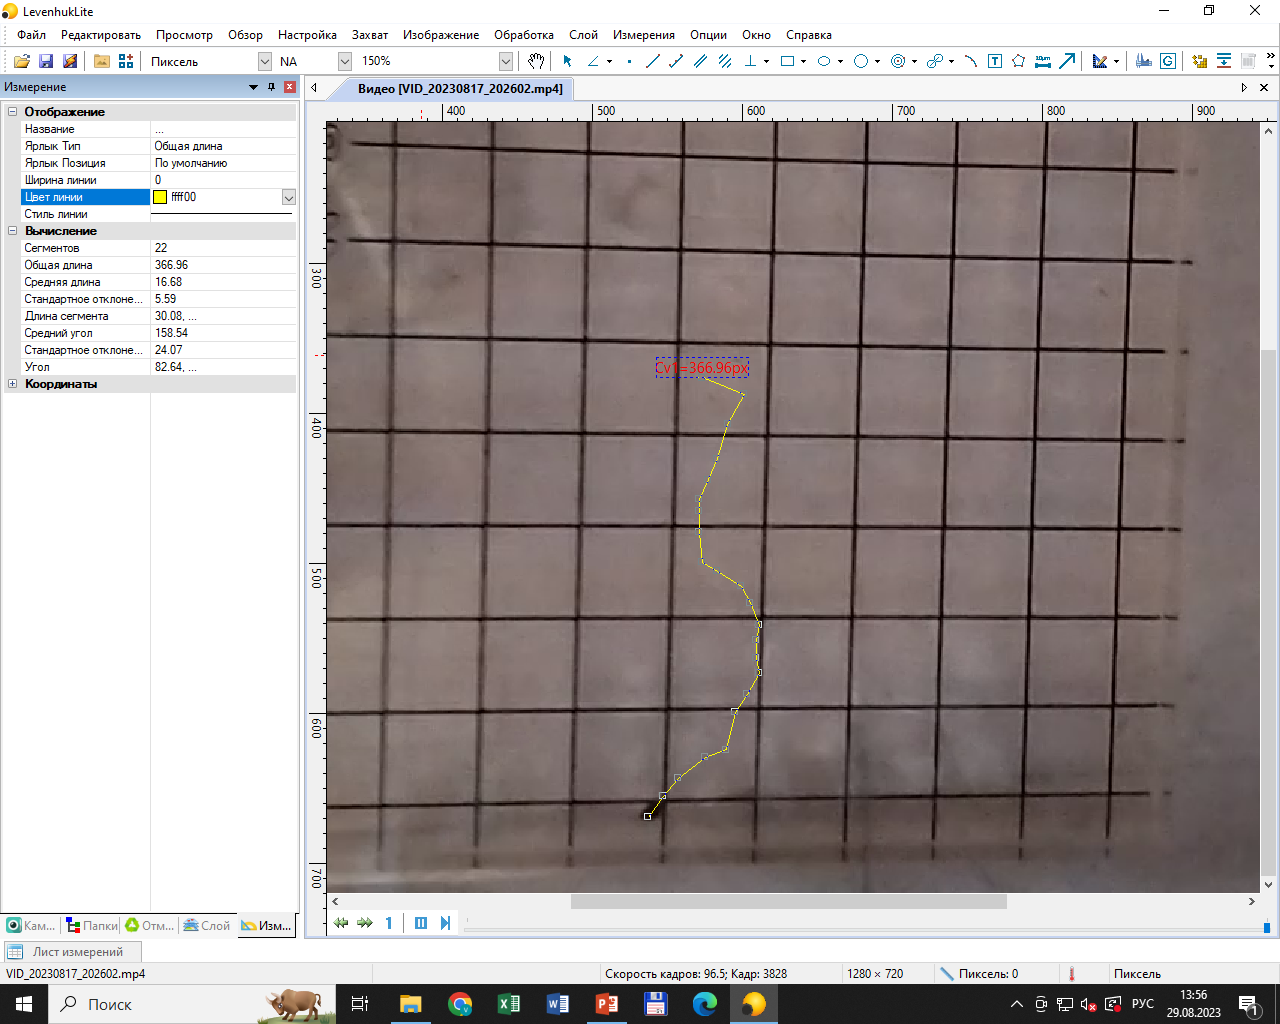 LevenhukLite
Файл Редактировать Просмотр Обзор Настройка Захват Изображение Обработка Слой Измерения Опции Окно Справка
Пиксель NA 150%
Измерение
Видео [VID_20230817_202602.mp4]
400 500 600 700 800 900
Отображение
Название ...
Ярлык Тип Общая длина
Ярлык Позиция По умолчанию
Ширина линии 0
Цвет линии ffff00
Стиль линии
Вычисление
Сегментов 22
Общая длина 366.96
Средняя длина 16.68
Стандартное отклоне... 5.59
Длина сегмента 30.08, ...
Средний угол 158.54
Стандартное отклоне... 24.07
Угол 82.64, ...
Координаты
300
400
500
600
700
Cv1=366.96px
Кам... Папки Отм... Слой Изм...
1
Лист измерений
VID_20230817_202602.mp4 Скорость кадров: 96.5; Кадр: 3828 1280 × 720 Пиксель: 0 Пиксель
Поиск
РУС
13:56
29.08.2023
1